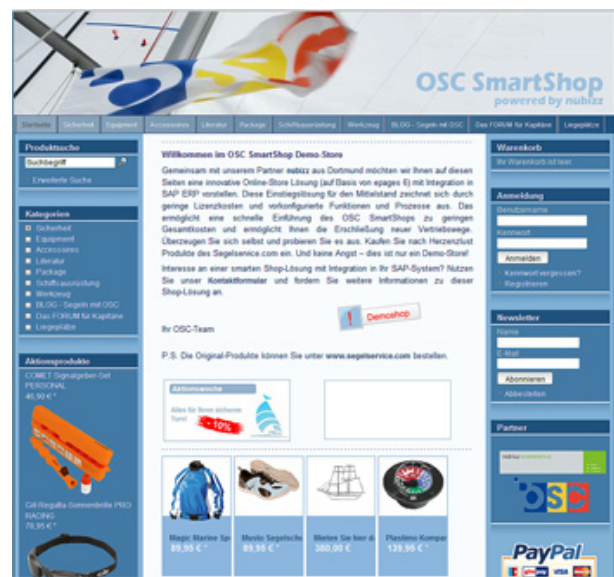 OSC SmartShop
powered by nubizz
Startseite Sicherheit Equipment Accessoires Literatur Package Schiffsausrüstung Werkzeug BLOG - Segeln mit OSC Das FORUM für Kapitäne Liegeplätze
Produktsuche
Suchbegriff
Erweiterte Suche
Kategorien
Sicherheit
Equipment
Accessoires
Literatur
Package
Schiffsausrüstung
Werkzeug
BLOG - Segeln mit OSC
Das FORUM für Kapitäne
Liegeplätze
Aktionsprodukte
COMET Signalgeber-Set
PERSONAL
46,90 € *
Gill Regatta Sonnenbrille PRO
RACING
78,95 € *
Willkommen im OSC SmartShop Demo-Store
Gemeinsam mit unserem Partner nubizz aus Dortmund möchten wir Ihnen auf diesen
Seiten eine innovative Online-Store Lösung (auf Basis von epages 6) mit Integration in
SAP ERP vorstellen. Diese Einstiegslösung für den Mittelstand zeichnet sich durch
geringe Lizenzkosten und vorkonfigurierte Funktionen und Prozesse aus. Das
ermöglicht eine schnelle Einführung des OSC SmartShops zu geringen
Gesamtkosten und ermöglicht Ihnen die Erschließung neuer Vertriebswege.
Überzeugen Sie sich selbst und probieren Sie es aus. Kaufen Sie nach Herzenslust
Produkte des Segelservice.com ein. Und keine Angst – dies ist nur ein Demo-Store!
Interesse an einer smarten Shop-Lösung mit Integration in Ihr SAP-System? Nutzen
Sie unser Kontaktformular und fordern Sie weitere Informationen zu dieser
Shop-Lösung an.
! Demoshop
Ihr OSC-Team
P.S. Die Original-Produkte können Sie unter www.segelservice.com bestellen.
Aktionswoche
Alles für Ihren sicheren
Turn!
- 10%
Magic Marine Sp
89,95 € *
Musto Segelsche
89,95 € *
Mieten Sie hier d
380,00 €
Plastimo Kompas
139,95 € *
Warenkorb
Ihr Warenkorb ist leer.
Anmeldung
Benutzername
Kennwort
Anmelden
Kennwort vergessen?
Registrieren
Newsletter
Name
E-Mail
Abonnieren
Abbestellen
Partner
OSC
PayPal
VISA